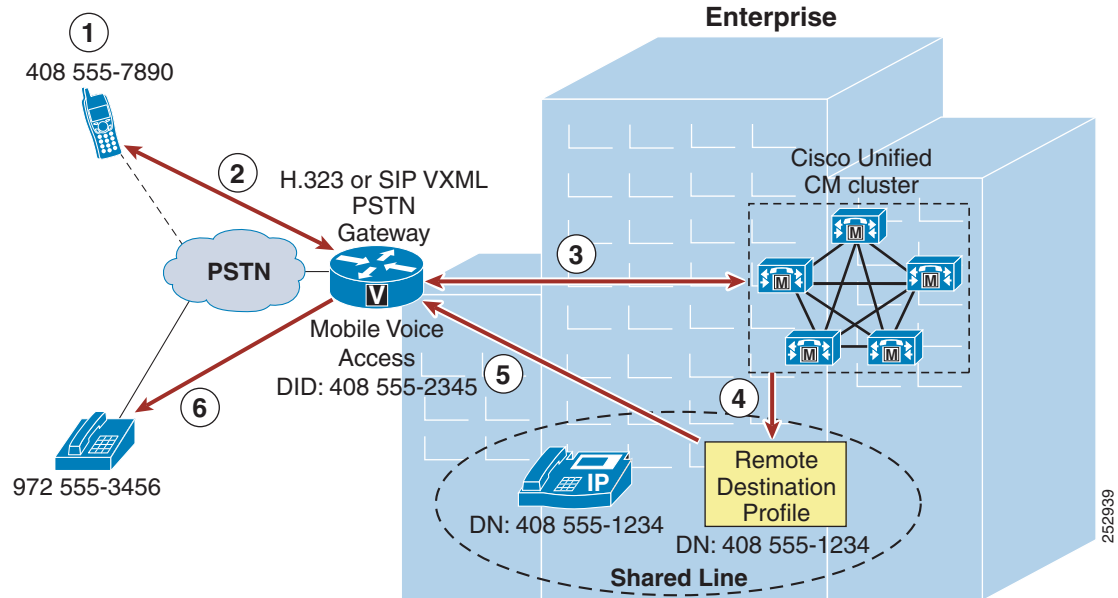 Enterprise
1
408 555-7890
2
H.323 or SIP VXML
PSTN
Gateway
Cisco Unified
CM cluster
M
M
M
M
M
3
PSTN
V
Mobile Voice
Access
DID: 408 555-2345
5
4
6
972 555-3456
IP
DN: 408 555-1234
Remote
Destination
Profile
DN: 408 555-1234
Shared Line
252939